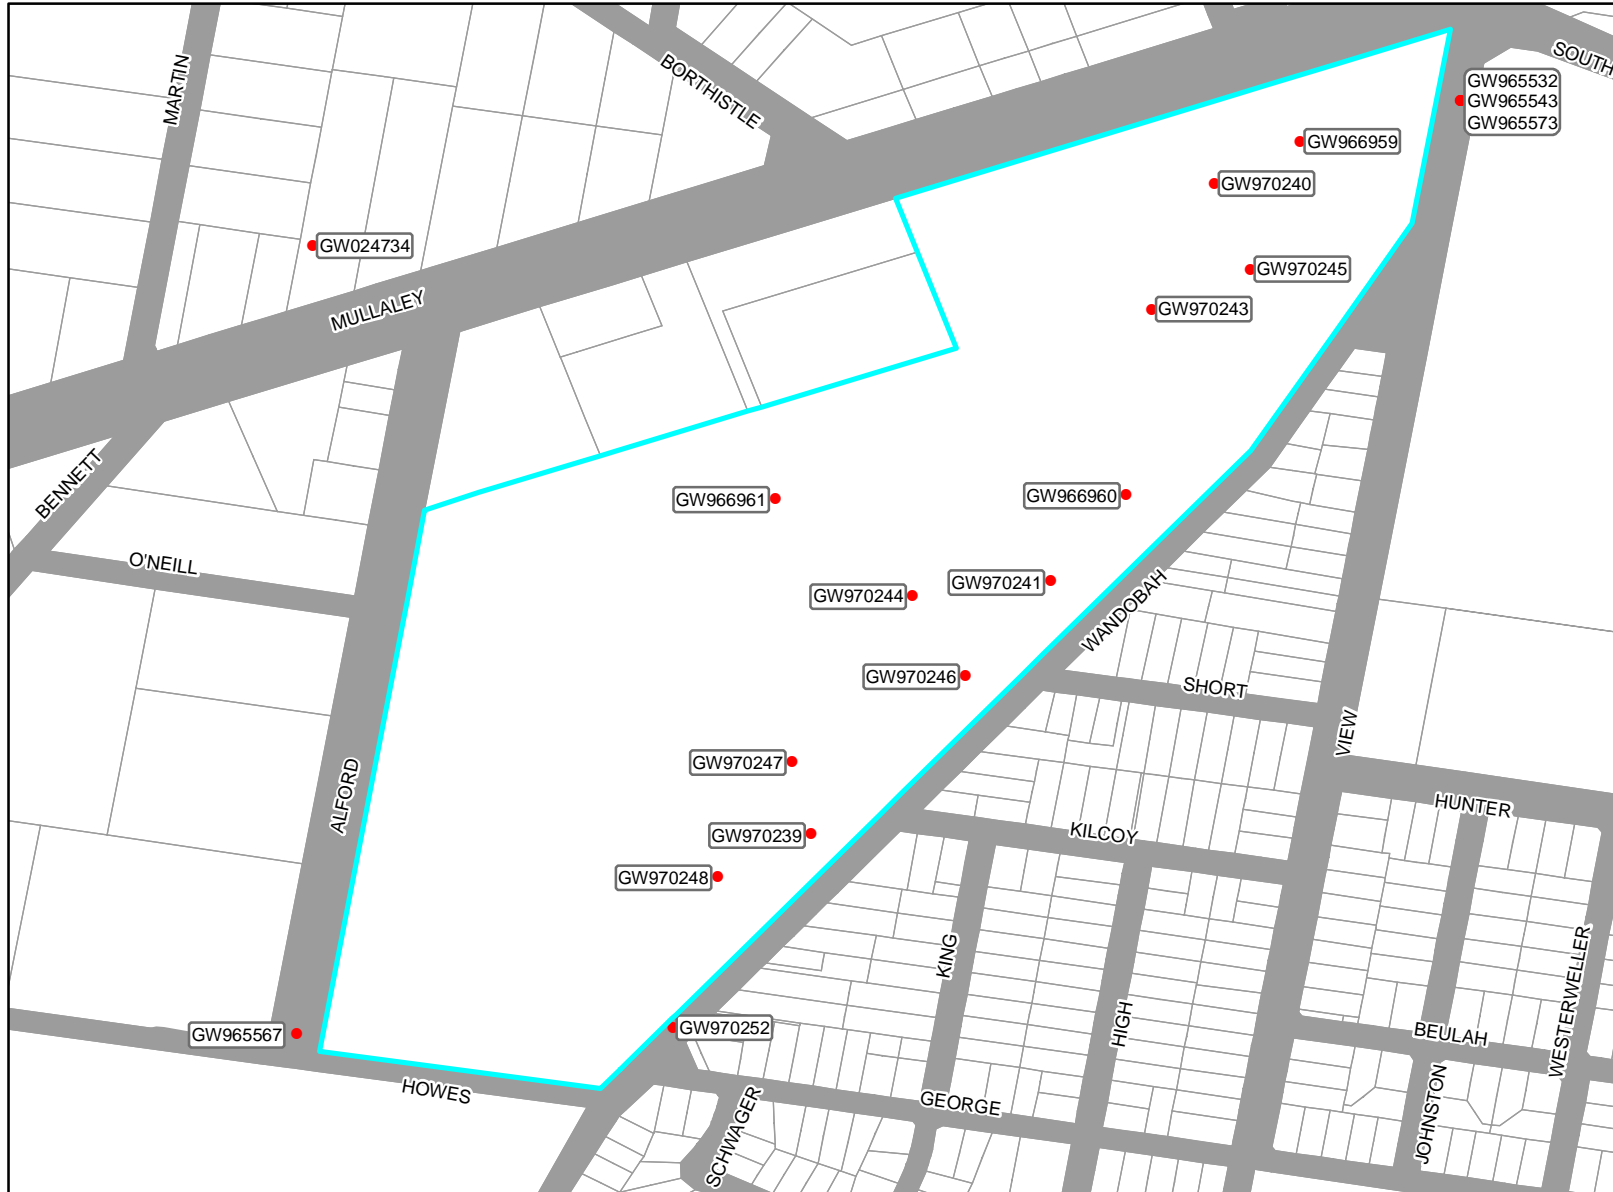 MARTIN
BORTHISTLE
SOUTH
GW965532
GW965543
GW965573
GW966959
GW970240
GW024734
GW970245
MULLALEY
GW970243
BENNETT
GW966961
GW966960
O'NEILL
GW970241
GW970244
WANDOBAH
GW970246
SHORT
VIEW
GW970247
ALFORD
HUNTER
GW970239
KILCOY
GW970248
KING
WESTERWELLER
HIGH
GW965567
GW970252
BEULAH
HOWES
GEORGE
JOHNSTON
SCHWAGER